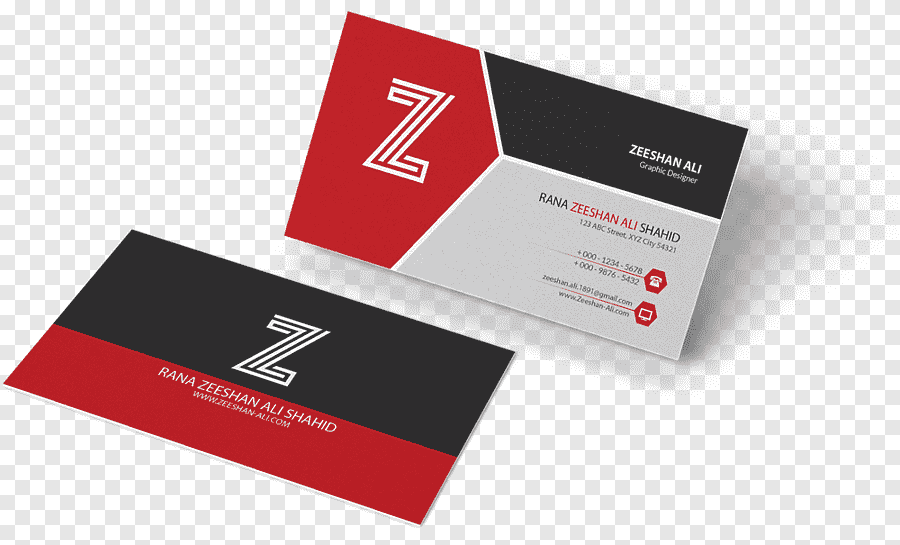 Z
ZEESHAN ALI
Graphic Designer
RANA ZEESHAN ALI SHAHID
123 ABC Street, XYZ City 54321
+ 000 - 1234 - 5678
+ 000 - 9876 - 5432
zeeshan.ali.1891@gmail.com
www.Zeeshan-Ali.com
Z
RANA ZEESHAN ALI SHAHID
WWW.ZEESHAN-ALI.COM